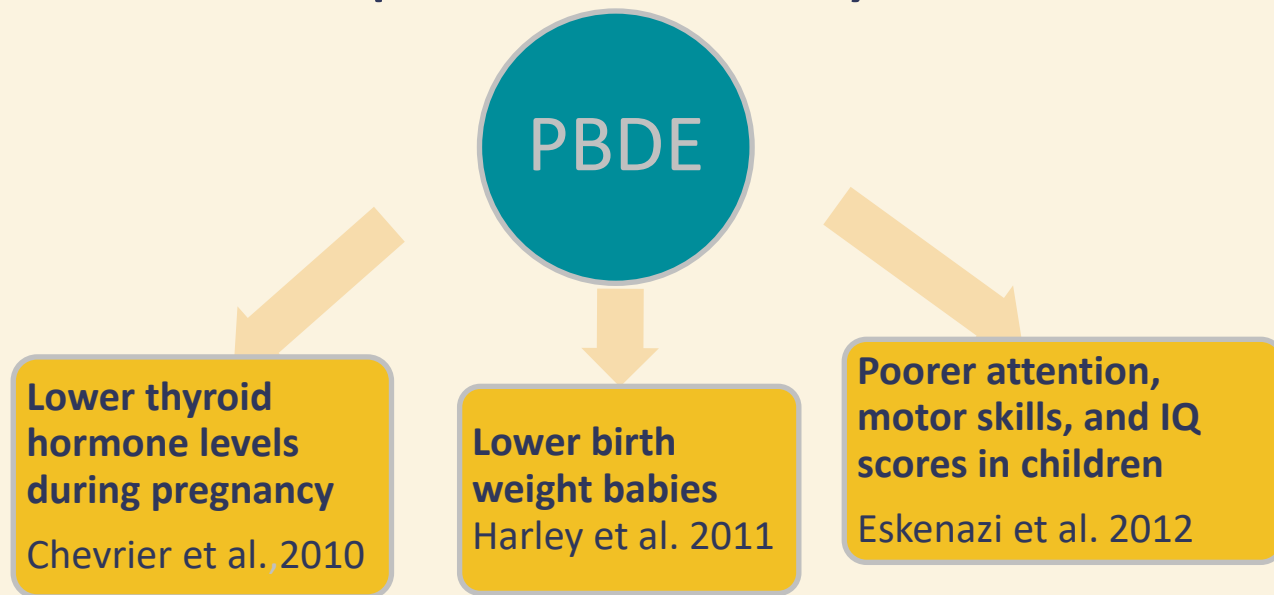 PBDE
Lower thyroid
hormone levels
during pregnancy
Chevrier et al.,2010
Lower birth
weight babies
Harley et al. 2011
Poorer attention,
motor skills, and IQ
scores in children
Eskenazi et al. 2012